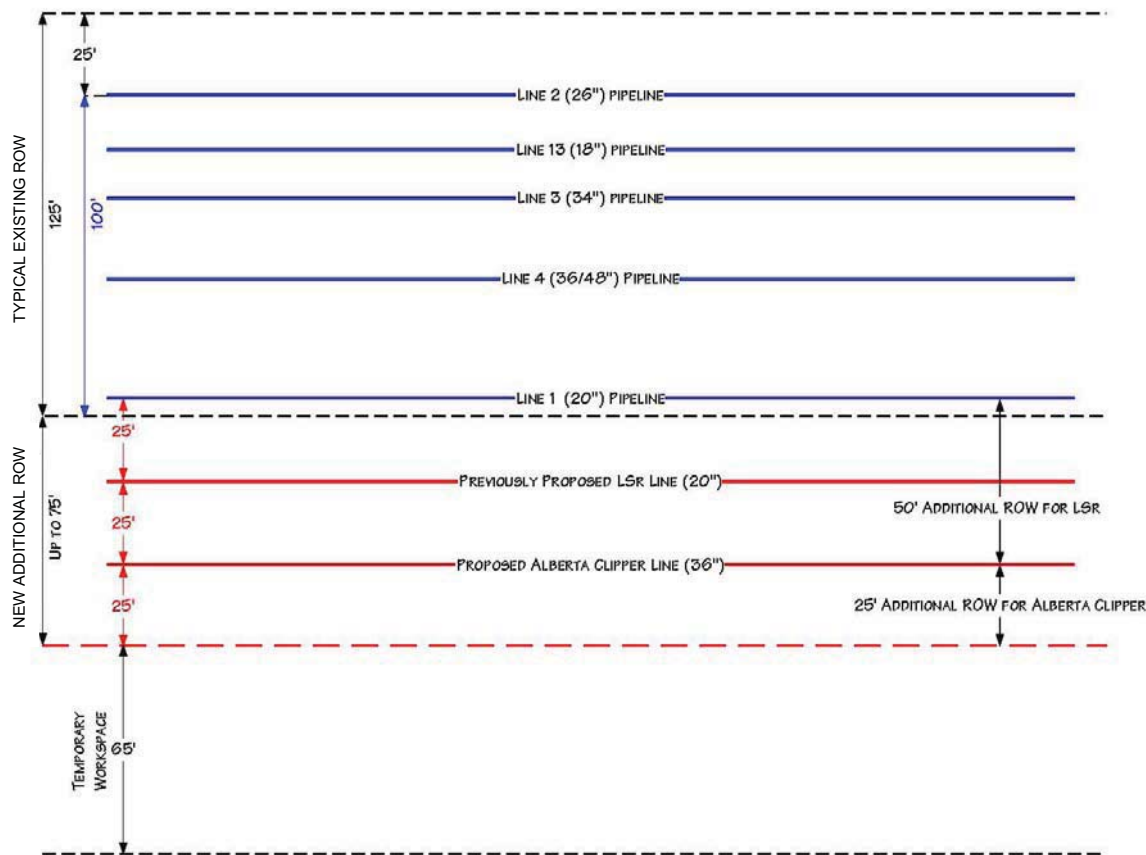 25'
TYPICAL EXISTING ROW
125'
100'
LINE 2 (26") PIPELINE
LINE 13 (18") PIPELINE
LINE 3 (34") PIPELINE
LINE 4 (36/48") PIPELINE
LINE 1 (20") PIPELINE
NEW ADDITIONAL ROW
UP TO 75'
25'
PREVIOUSLY PROPOSED LSR LINE (20")
25'
50' ADDITIONAL ROW FOR LSR
PROPOSED ALBERTA CLIPPER LINE (36")
25'
25' ADDITIONAL ROW FOR ALBERTA CLIPPER
TEMPORARY
WORKSPACE
65'